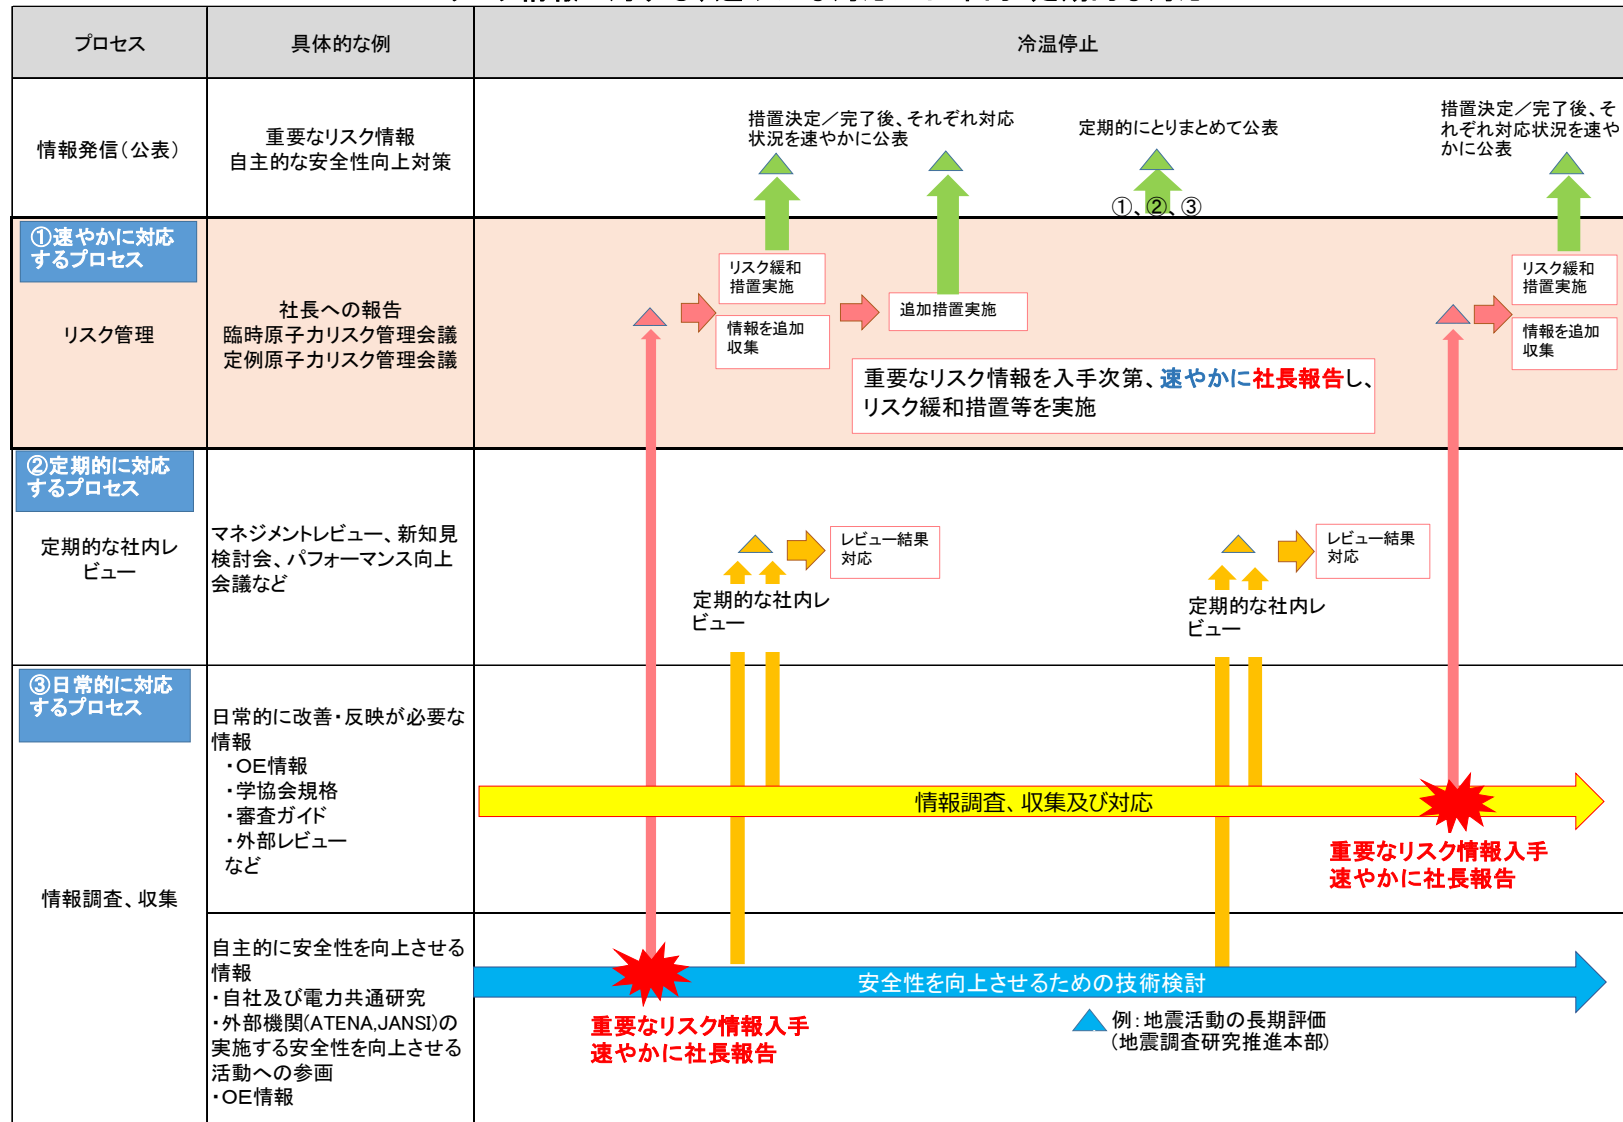 プロセス
具体的な例
冷温停止
情報発信（公表）
重要なリスク情報
自主的な安全性向上対策
措置決定／完了後、それぞれ対応
状況を速やかに公表
定期的にとりまとめて公表
措置決定／完了後、そ
れぞれ対応状況を速や
かに公表
①、②、③
①速やかに対応
するプロセス
リスク管理
社長への報告
臨時原子力リスク管理会議
定例原子力リスク管理会議
リスク緩和
措置実施
情報を追加
収集
追加措置実施
リスク緩和
措置実施
情報を追加
収集
重要なリスク情報を入手次第、速やかに社長報告し、
リスク緩和措置等を実施
②定期的に対応
するプロセス
定期的な社内レ
ビュー
マネジメントレビュー、新知見
検討会、パフォーマンス向上
会議など
レビュー結果
対応
定期的な社内レ
ビュー
レビュー結果
対応
定期的な社内レ
ビュー
③日常的に対応
するプロセス
情報調査、収集
日常的に改善・反映が必要な
情報
・OE情報
・学協会規格
・審査ガイド
・外部レビュー
など
情報調査、収集及び対応
重要なリスク情報入手
速やかに社長報告
自主的に安全性を向上させる
情報
・自社及び電力共通研究
・外部機関(ATENA,JANSI)の
実施する安全性を向上させる
活動への参画
・OE情報
安全性を向上させるための技術検討
重要なリスク情報入手
速やかに社長報告
例：地震活動の長期評価
(地震調査研究推進本部)